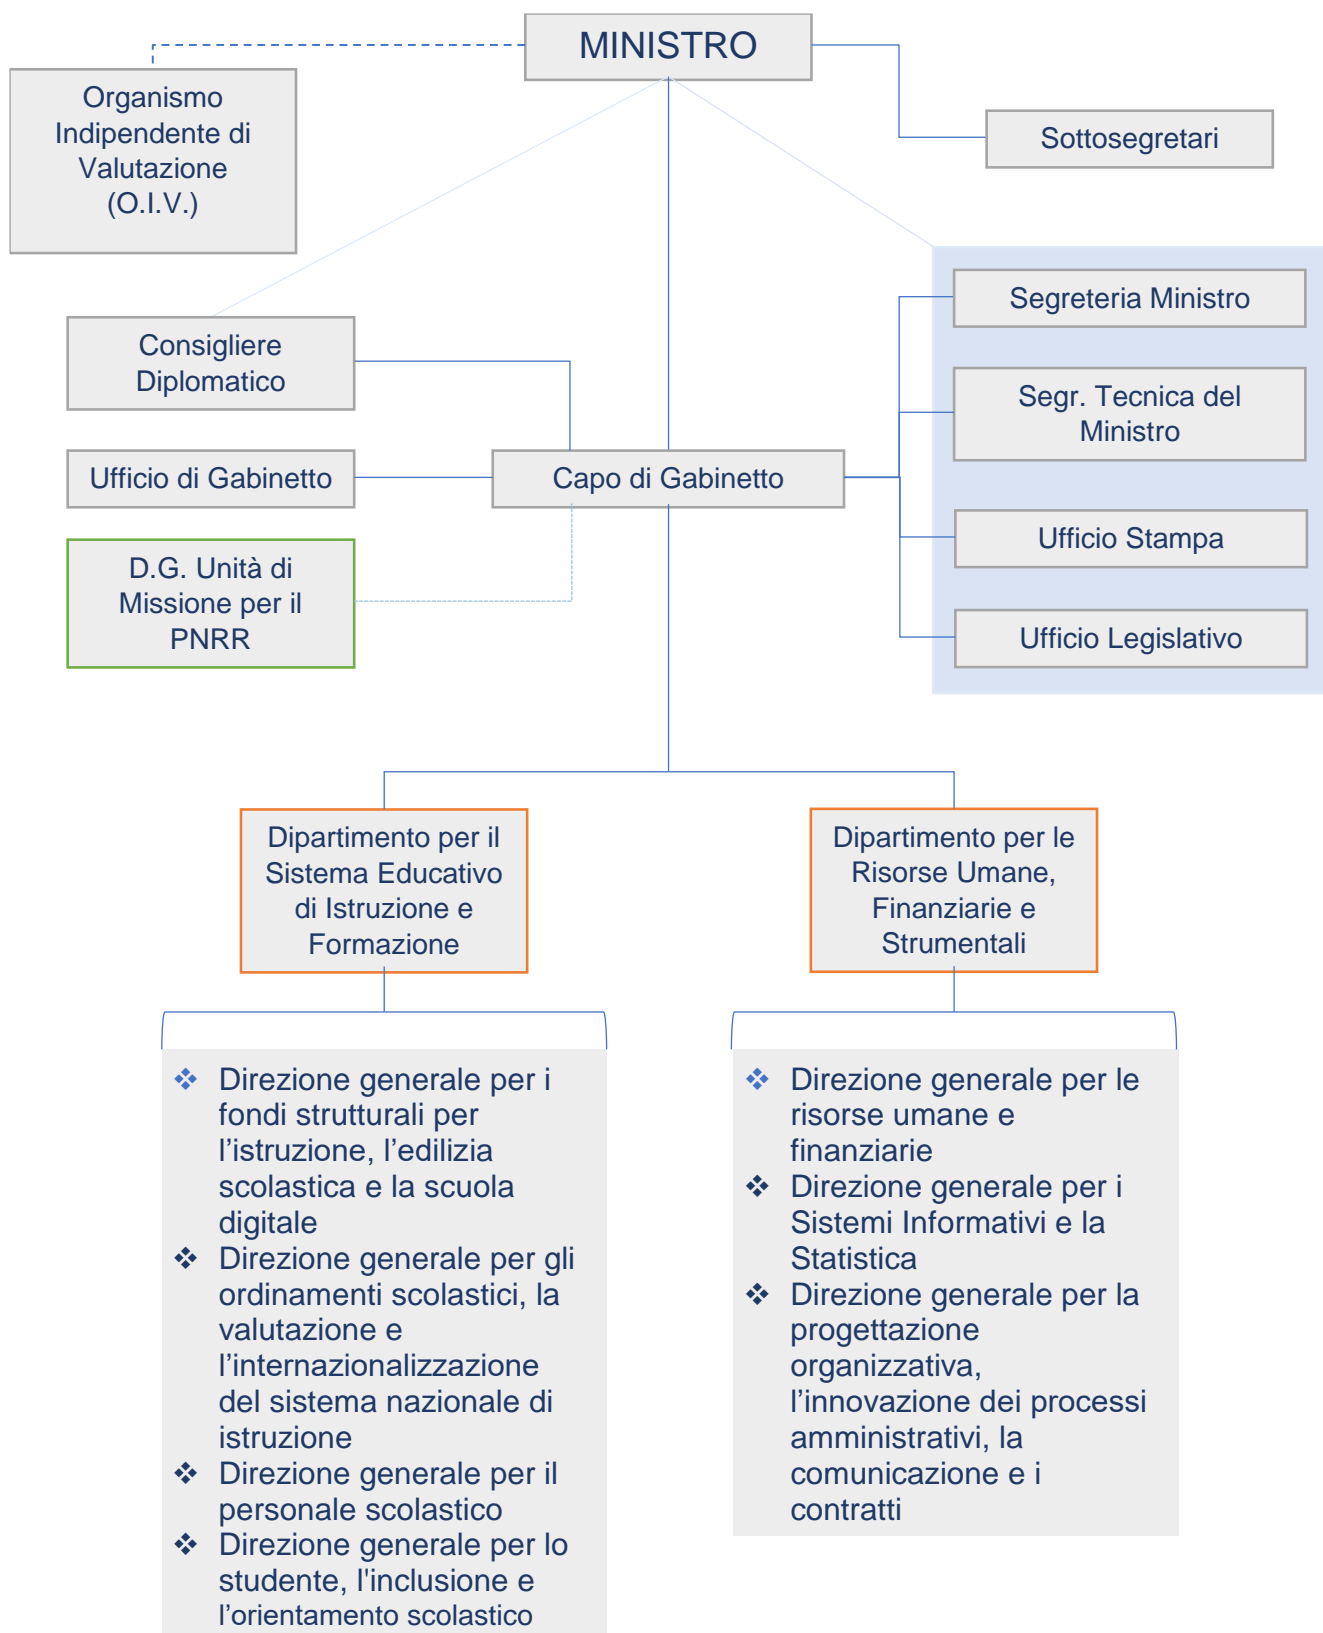 MINISTRO
Organismo
Indipendente di
Valutazione
(O.I.V.)
Sottosegretari
Segreteria Ministro
Consigliere
Diplomatico
Segr. Tecnica del
Ministro
Ufficio di Gabinetto
Capo di Gabinetto
Ufficio Stampa
D.G. Unità di
Missione per il
PNRR
Ufficio Legislativo
Dipartimento per il
Sistema Educativo
di Istruzione e
Formazione
Dipartimento per le
Risorse Umane,
Finanziarie e
Strumentali
❖ Direzione generale per i
fondi strutturali per
l’istruzione, l’edilizia
scolastica e la scuola
digitale
❖ Direzione generale per gli
ordinamenti scolastici, la
valutazione e
l’internazionalizzazione
del sistema nazionale di
istruzione
❖ Direzione generale per il
personale scolastico
❖ Direzione generale per lo
studente, l'inclusione e
l’orientamento scolastico
❖ Direzione generale per le
risorse umane e
finanziarie
❖ Direzione generale per i
Sistemi Informativi e la
Statistica
❖ Direzione generale per la
progettazione
organizzativa,
l’innovazione dei processi
amministrativi, la
comunicazione e i
contratti